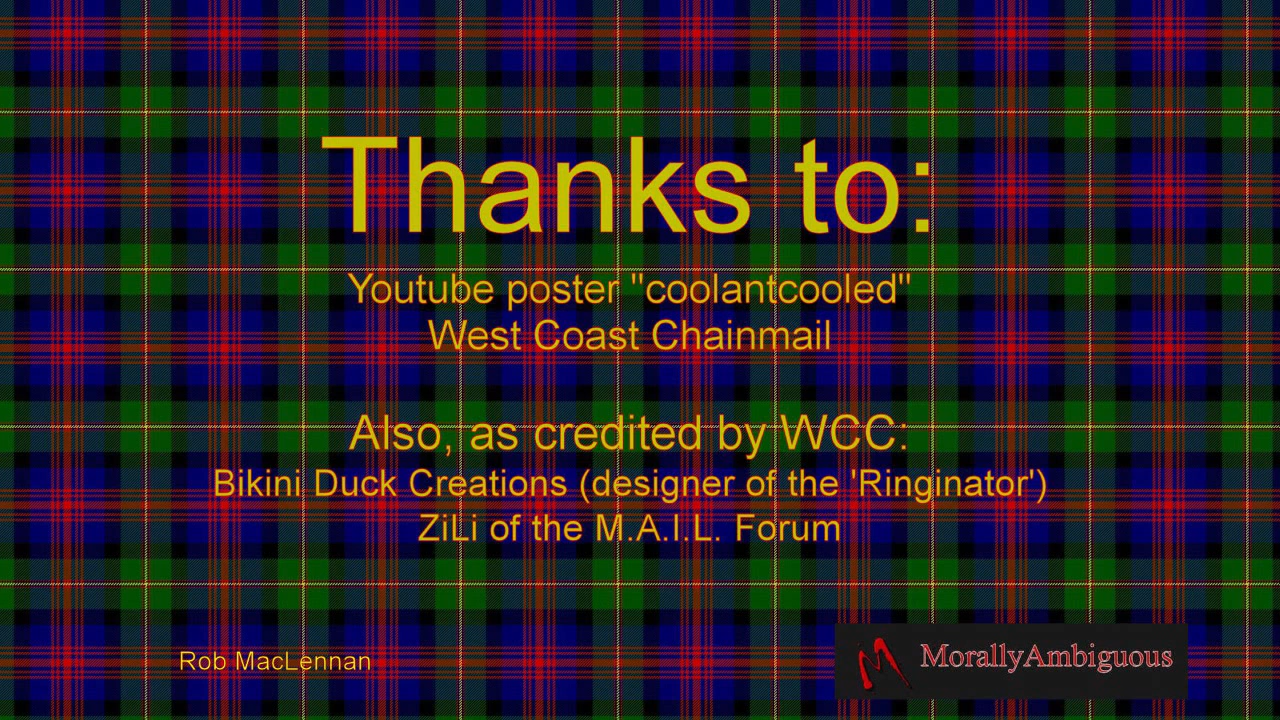 Thanks to:
Youtube poster "coolantcooled"
West Coast Chainmail
Also, as credited by WCC:
Bikini Duck Creations (designer of the 'Ringinator')
ZiLi of the M.A.I.L. Forum
Rob MacLennan
M MorallyAmbiguous